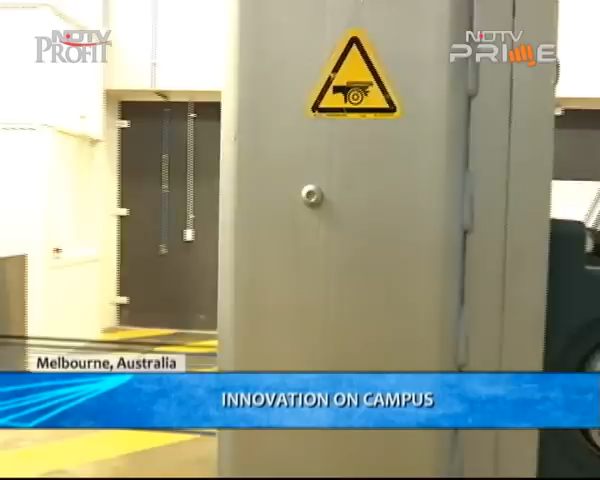 NDTV
PROFIT
NDTV
PRIME
Melbourne, Australia
INNOVATION ON CAMPUS